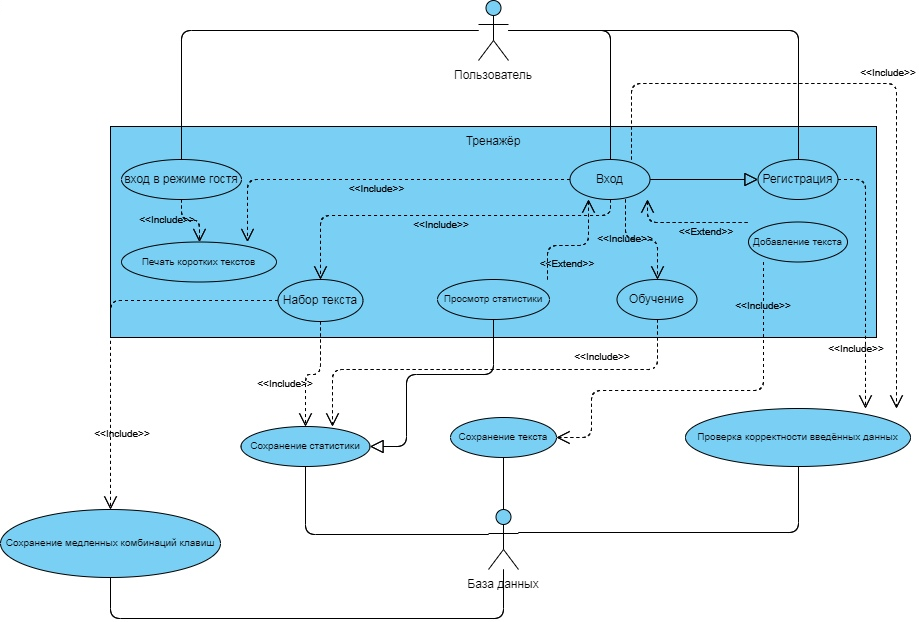 Пользователь
<<Include>>
Тренажёр
вход в режиме гостя
Вход
Регистрация
<<Include>>
<<Include>>
<<Include>>
<<Include>>
<<Extend>>
Добавление текста
Печать коротких текстов
<<Extend>>
Набор текста
Просмотр статистики
Обучение
<<Include>>
<<Include>>
<<Include>>
<<Include>>
<<Include>>
Сохранение статистики
Сохранение текста
Проверка корректности введённых данных
Сохранение медленных комбинаций клавиш
База данных